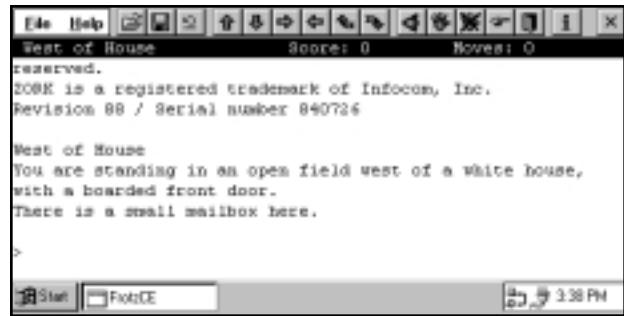 File Help
West of House Score: 0 Moves: 0
reserved.
ZORK is a registered trademark of Infocom, Inc.
Revision 88 / Serial number 840726
West of House
You are standing in an open field west of a white house,
with a boarded front door.
There is a small mailbox here.
>
Start FrotzCE 3:38 PM